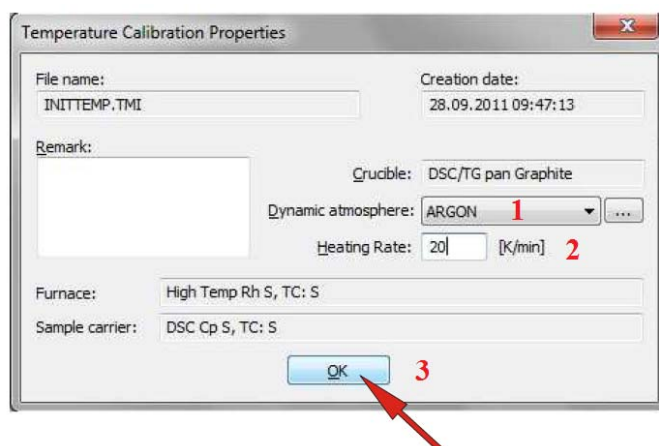 Temperature Calibration Properties
File name:
Creation date:
INITTEMP.TMI
28.09.2011 09:47:13
Remark:
Crucible: DSC/TG pan Graphite
Dynamic atmosphere: ARGON 1 ...
Heating Rate: 20 [K/min] 2
Furnace: High Temp Rh S, TC: S
Sample carrier: DSC Cp S, TC: S
OK 3